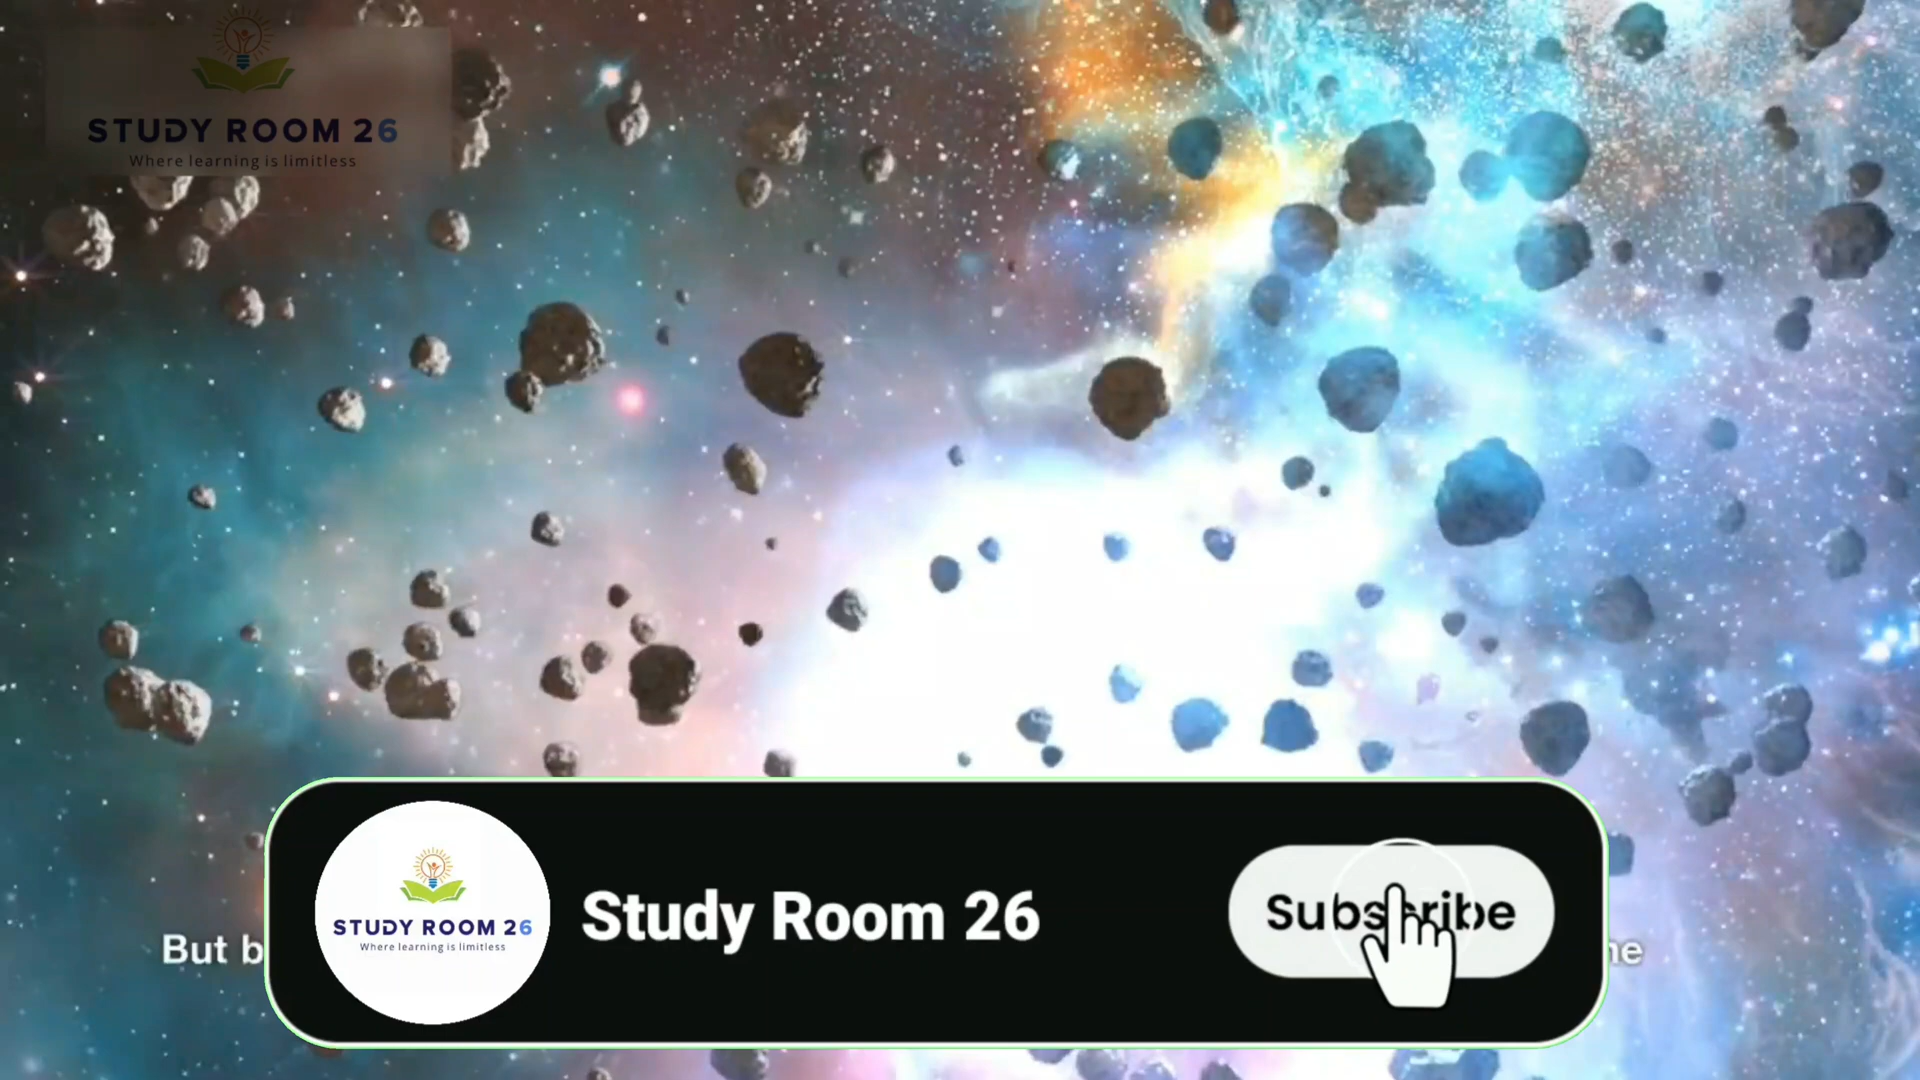 STUDY ROOM 26
Where learning is limitless
STUDY ROOM 26
Where learning is limitless
Study Room 26
Subscribe
But